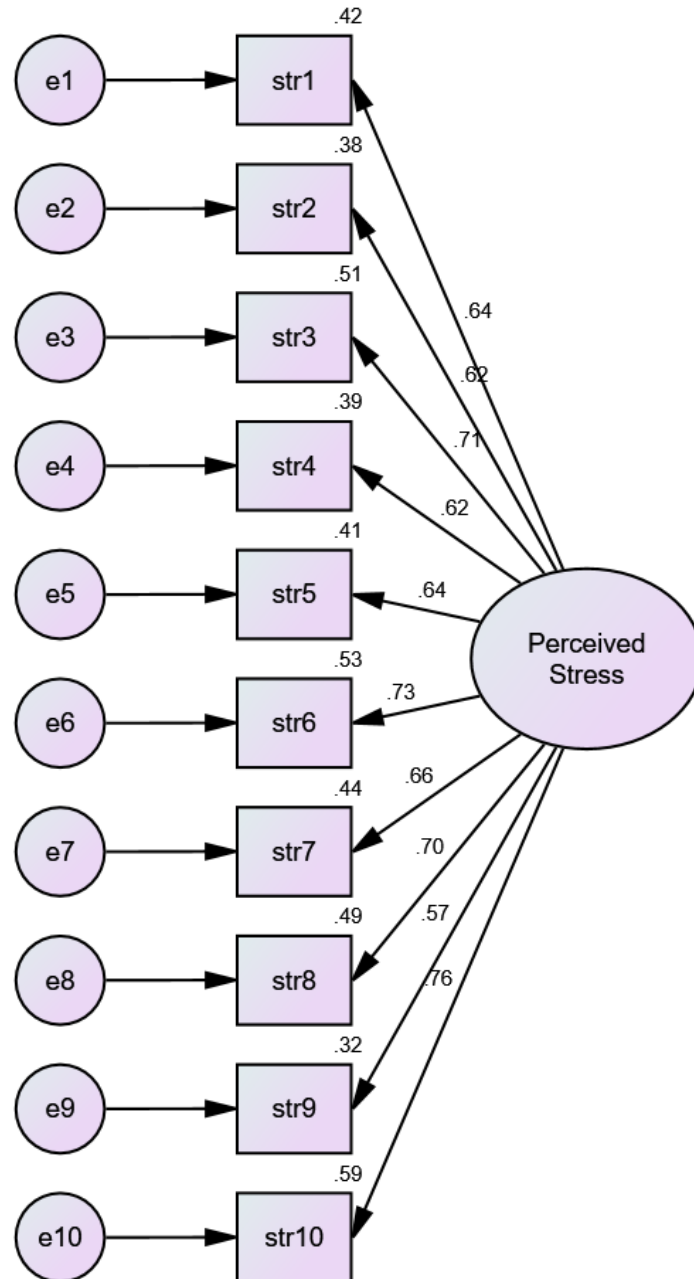 .42
e1
str1
.38
e2
str2
.51
e3
str3
.64
.39
.62
e4
str4
.71
.62
.41
e5
str5
.64
Perceived
Stress
.53
e6
str6
.73
.44
.66
e7
str7
.70
.49
.57
e8
str8
.76
.32
e9
str9
.59
e10
str10